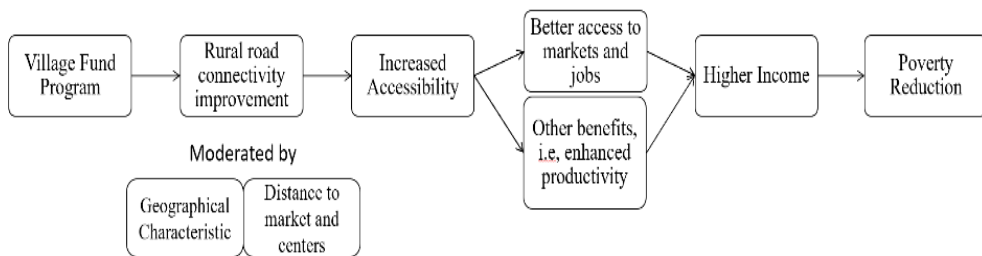 Village Fund
Program
Rural road
connectivity
improvement
Increased
Accessibility
Better access to
markets and
jobs
Other benefits,
i.e, enhanced
productivity
Higher Income
Poverty
Reduction
Moderated by
Geographical
Characteristic
Distance to
market and
centers